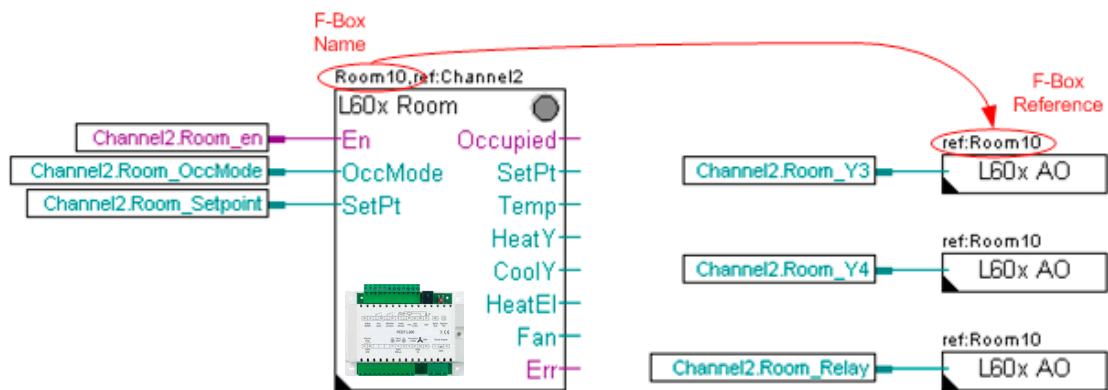 F-Box
Name
Room10,ref:Channel2
L60x Room
Channel2.Room_en
En
Occupied
Channel2.Room_OccMode
OccMode
SetPt
Channel2.Room_Setpoint
SetPt
Temp
HeatY
CoolY
HeatEl
Fan
Err
F-Box
Reference
ref:Room10
Channel2.Room_Y3
L60x AO
ref:Room10
Channel2.Room_Y4
L60x AO
ref:Room10
Channel2.Room_Relay
L60x AO